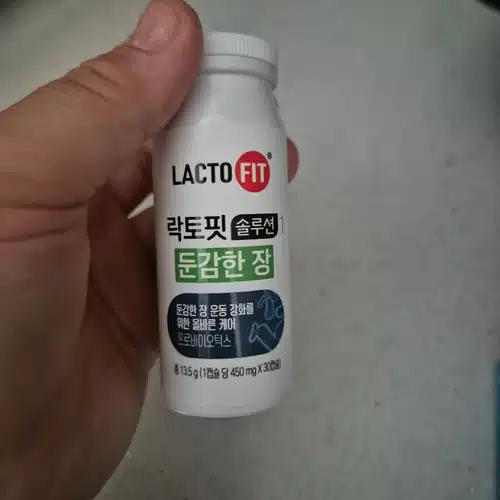 LACTO FIT®
락토핏 솔루션 1
둔감한 장
둔감한 장 운동 강화를
위한 올바른 케어
프로바이오틱스
총 13.5 g (1캡슐 당 450 mg X 30캡슐)